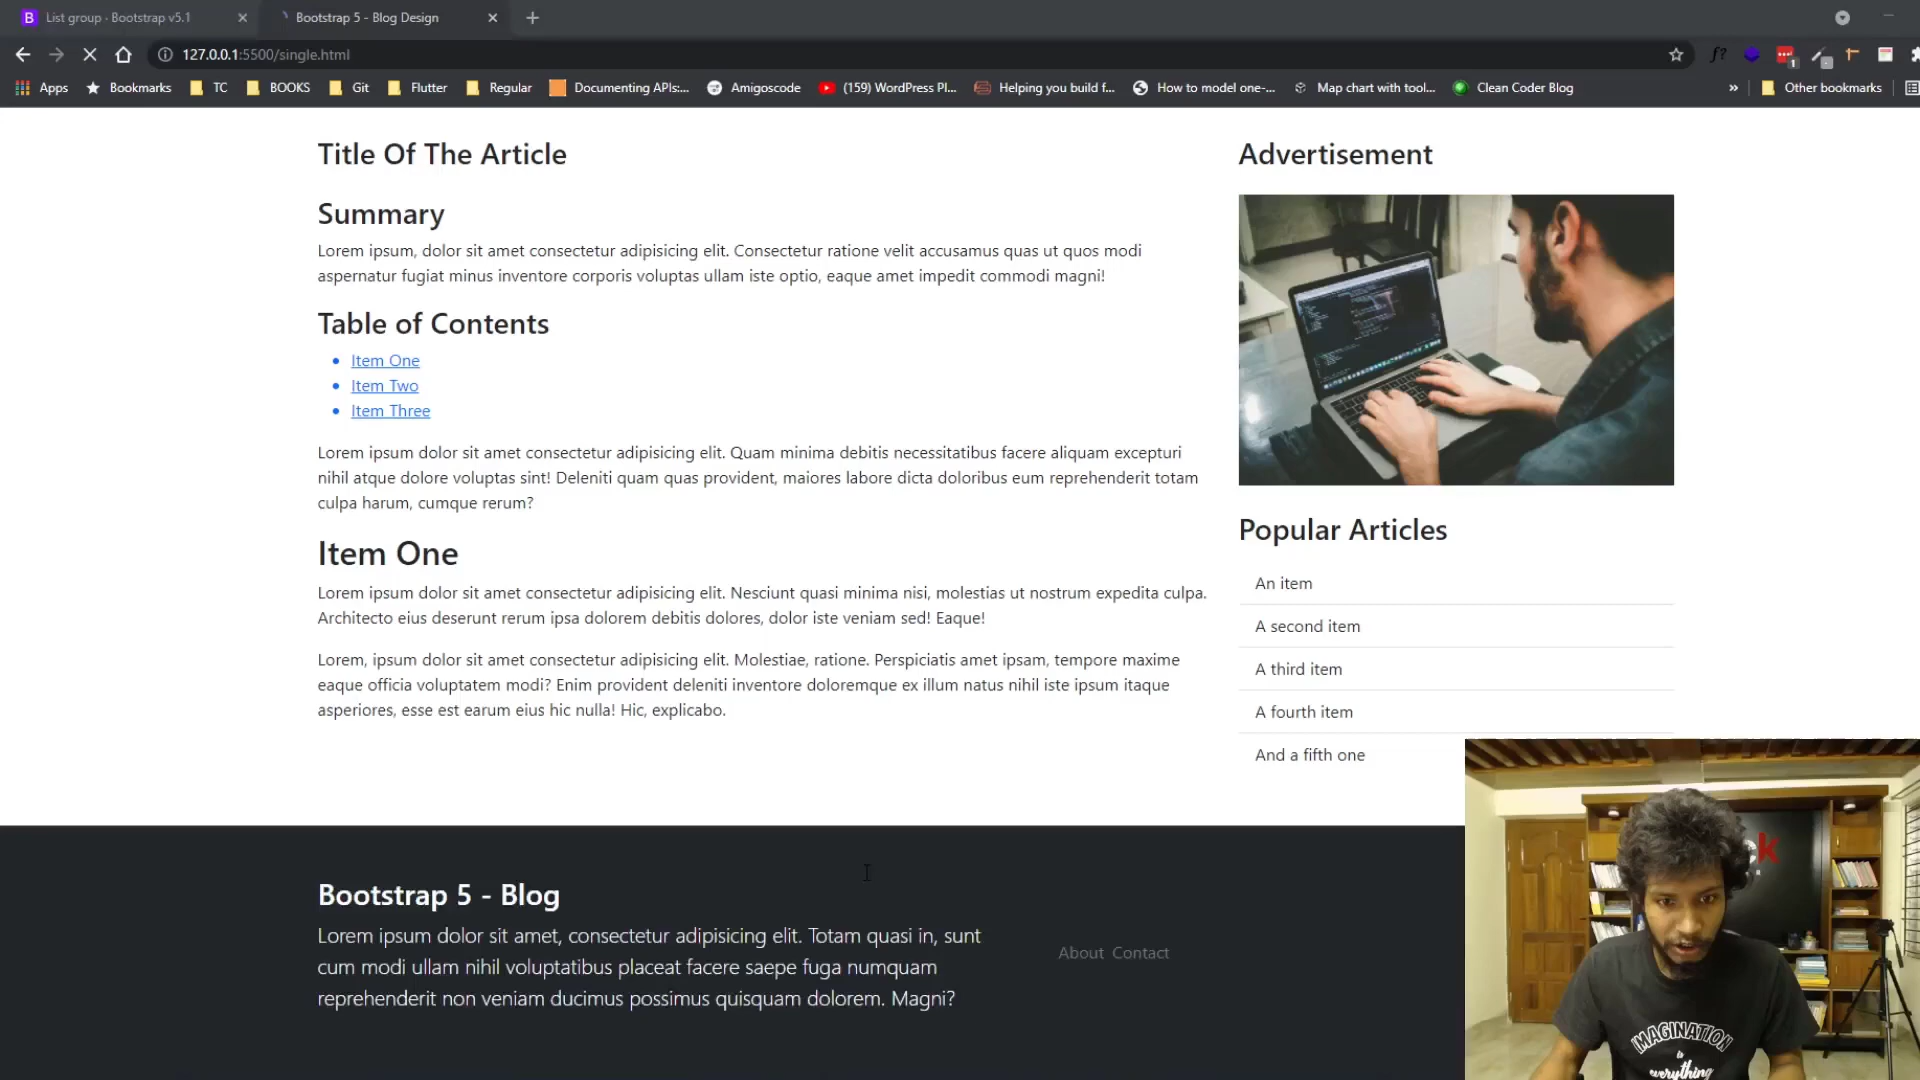 List group · Bootstrap v5.1
Bootstrap 5 - Blog Design
127.0.0.1:5500/single.html
Apps
Bookmarks
TC
BOOKS
Git
Flutter
Regular
Documenting APIs:...
Amigoscode
(159) WordPress Pl...
Helping you build f...
How to model one-...
Map chart with tool...
Clean Coder Blog
Other bookmarks
Title Of The Article
Summary
Lorem ipsum, dolor sit amet consectetur adipisicing elit. Consectetur ratione velit accusamus quas ut quos modi
aspernatur fugiat minus inventore corporis voluptas ullam iste optio, eaque amet impedit commodi magni!
Table of Contents
Item One
Item Two
Item Three
Lorem ipsum dolor sit amet consectetur adipisicing elit. Quam minima debitis necessitatibus facere aliquam excepturi
nihil atque dolore voluptas sint! Deleniti quam quas provident, maiores labore dicta doloribus eum reprehenderit totam
culpa harum, cumque rerum?
Item One
Lorem ipsum dolor sit amet consectetur adipisicing elit. Nesciunt quasi minima nisi, molestias ut nostrum expedita culpa.
Architecto eius deserunt rerum ipsa dolorem debitis dolores, dolor iste veniam sed! Eaque!
Lorem, ipsum dolor sit amet consectetur adipisicing elit. Molestiae, ratione. Perspiciatis amet ipsam, tempore maxime
eaque officia voluptatem modi? Enim provident deleniti inventore doloremque ex illum natus nihil iste ipsum itaque
asperiores, esse est earum eius hic nulla! Hic, explicabo.
Advertisement
Popular Articles
An item
A second item
A third item
A fourth item
And a fifth one
Bootstrap 5 - Blog
Lorem ipsum dolor sit amet, consectetur adipisicing elit. Totam quasi in, sunt
cum modi ullam nihil voluptatibus placeat facere saepe fuga numquam
reprehenderit non veniam ducimus possimus quisquam dolorem. Magni?
About Contact
IMAGINATION
is
everything